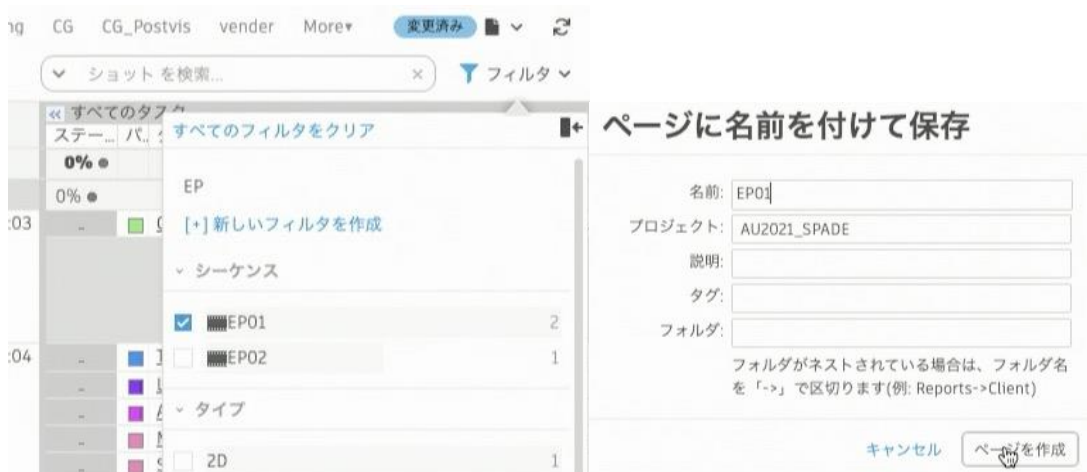 CG CG_Postvis vender More▾ 変更済み
ショット を検索...
フィルタ
すべてのタスク
ステー... パ..
0%
0%
:03
:04
すべてのフィルタをクリア
EP
[+]新しいフィルタを作成
シーケンス
EP01 2
EP02 1
タイプ
2D 1
ページに名前を付けて保存
名前: EP01
プロジェクト: AU2021_SPADE
説明:
タグ:
フォルダ:
フォルダがネストされている場合は、フォルダ名
を「->」で区切ります(例: Reports->Client)
キャンセル ページを作成